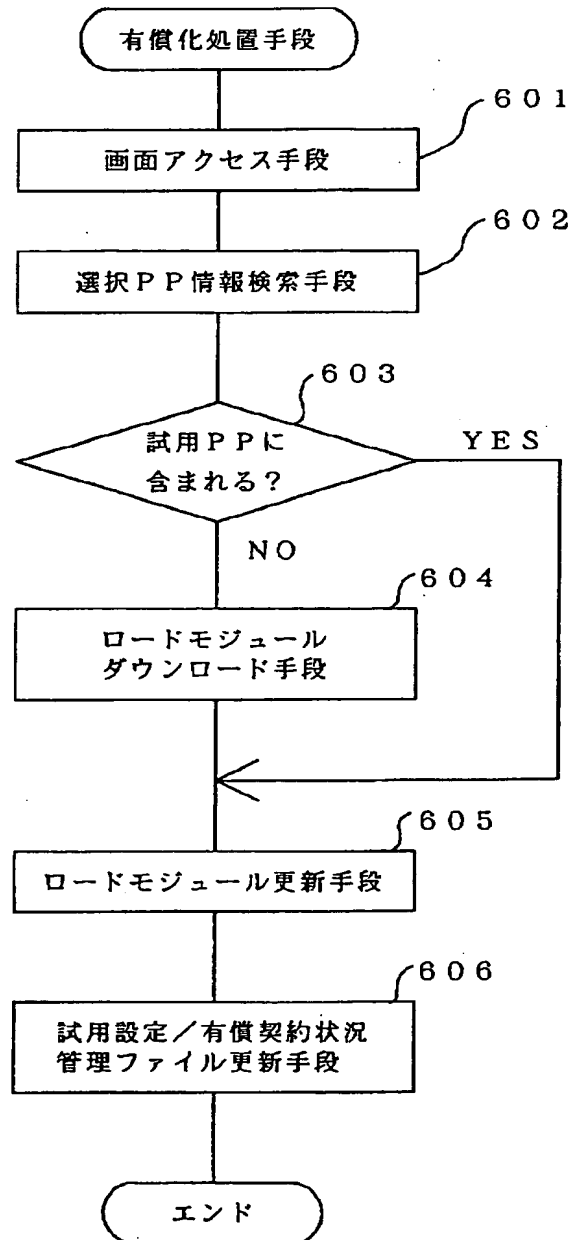 有償化処置手段
601
画面アクセス手段
602
選択PP情報検索手段
603
試用PPに
含まれる?
YES
NO
604
ロードモジュール
ダウンロード手段
605
ロードモジュール更新手段
606
試用設定/有償契約状況
管理ファイル更新手段
エンド